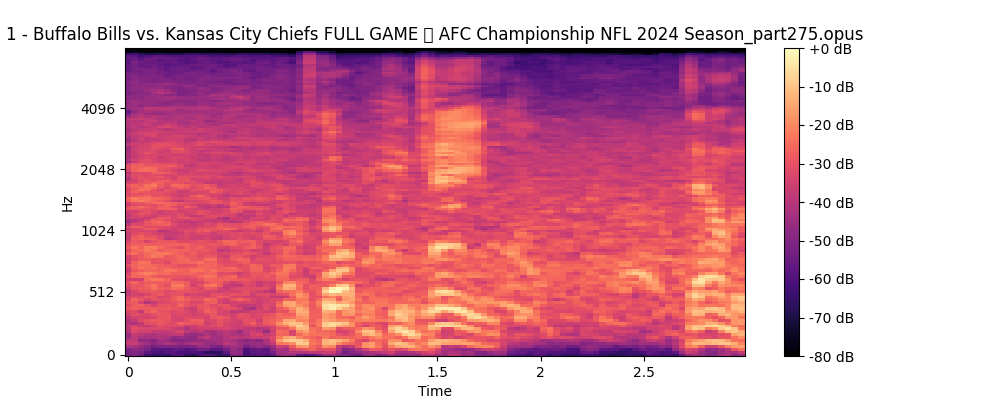 1 - Buffalo Bills vs. Kansas City Chiefs FULL GAME ▯ AFC Championship NFL 2024 Season_part275.opus
+0 dB
-10 dB
4096
-20 dB
2048
-30 dB
Hz
-40 dB
1024
-50 dB
512
-60 dB
-70 dB
0
-80 dB
0 0.5 1 1.5 2 2.5
Time